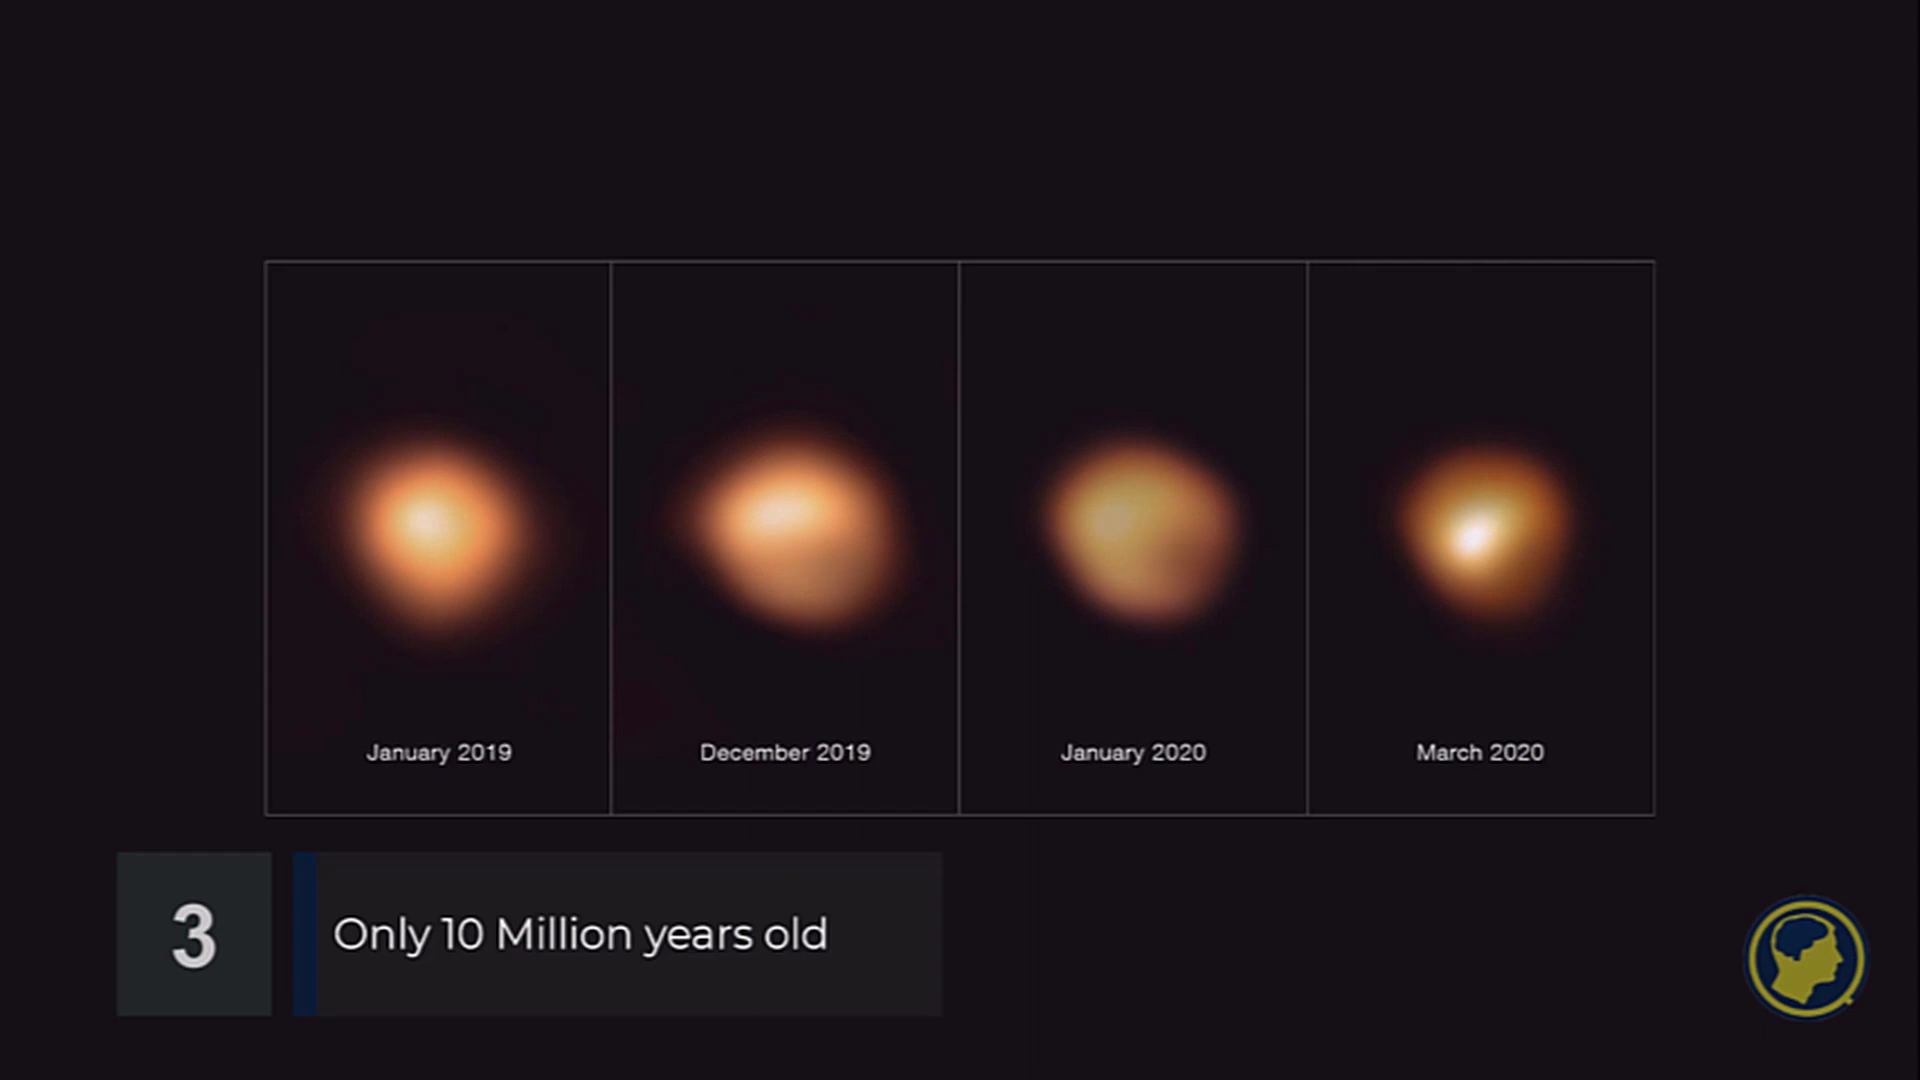 January 2019
December 2019
January 2020
March 2020
3
Only 10 Million years old